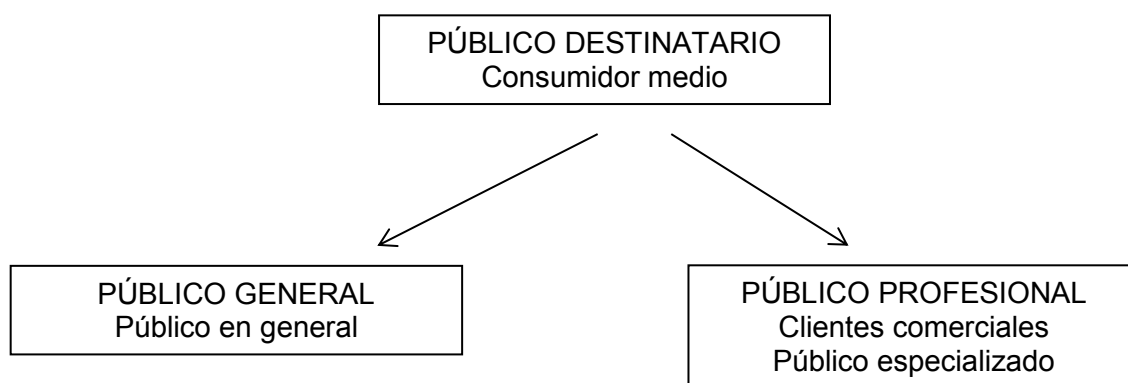 PÚBLICO DESTINATARIO
Consumidor medio
PÚBLICO GENERAL
Público en general
PÚBLICO PROFESIONAL
Clientes comerciales
Público especializado